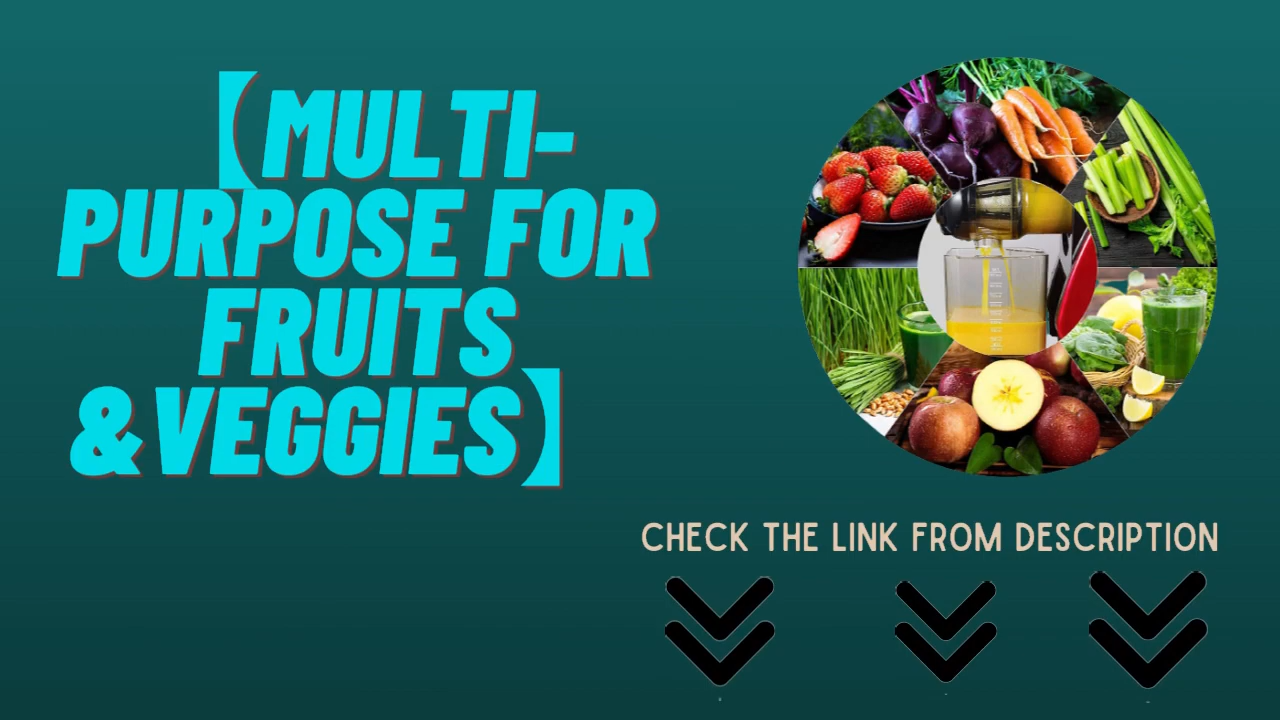 【MULTI-
PURPOSE FOR
FRUITS
&VEGGIES】
CHECK THE LINK FROM DESCRIPTION